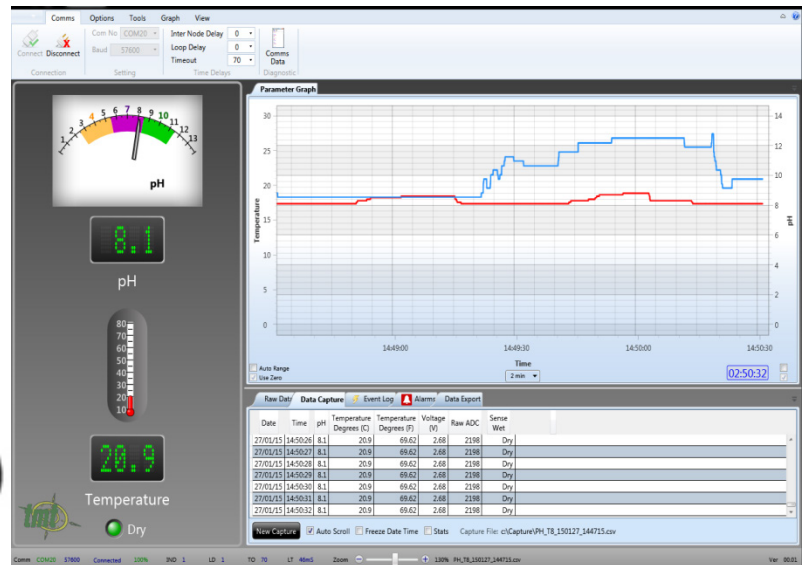 Comms Options Tools Graph View
Com No COM20 Inter Node Delay 0
Baud 57600 Loop Delay 0
Timeout 70
Connect Disconnect Comms Data
Connection Setting Time Delays Diagnostic
1 2 3 4 5 6 7 8 9 10 11 12 13
pH
8.1
pH
80
70
60
50
40
30
20
10
20.9
Temperature
tmt
Dry
Parameter Graph
30
25
20
15
10
5
0
Temperature
14
12
10
8
6
4
2
0
pH
14:49:00 14:49:30 14:50:00 14:50:30
Time
Auto Range
Use Zero
2 min
02:50:32
Raw Data Data Capture Event Log Alarms Data Export
Date Time pH Temperature Degrees (C) Temperature Degrees (F) Voltage (V) Raw ADC Sense Wet
27/01/15 14:50:26 8.1 20.9 69.62 2.68 2198 Dry
27/01/15 14:50:27 8.1 20.9 69.62 2.68 2198 Dry
27/01/15 14:50:28 8.1 20.9 69.62 2.68 2198 Dry
27/01/15 14:50:29 8.1 20.9 69.62 2.68 2198 Dry
27/01/15 14:50:30 8.1 20.9 69.62 2.68 2198 Dry
27/01/15 14:50:31 8.1 20.9 69.62 2.68 2198 Dry
27/01/15 14:50:32 8.1 20.9 69.62 2.68 2198 Dry
New Capture Auto Scroll Freeze Date Time Stats Capture File: c:\Capture\PH_T8_150127_144715.csv
Comm COM20 57600 Connected 100% IND 1 LD 1 TO 70 LT 46mS Zoom 130% PH_T8_150127_144715.csv Ver 00.01